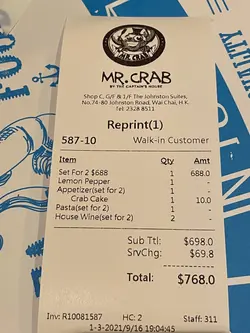 MR. CRAB
MR. CRAB
BY THE CAPTAIN'S HOUSE
Shop C, G/F & 1/F The Johnston Suites,
No.74-80 Johnston Road, Wai Chai, H.K.
Tel: 2328 8511
Reprint(1)
587-10 Walk-in Customer
Item Qty Amt
Set For 2 $688 1 688.0
Lemon Pepper 1 -
Appetizer(set for 2) 1 -
Crab Cake 1 10.0
Pasta(set for 2) 1 -
House Wine(set for 2) 2 -
Sub Ttl: $698.0
SrvChg: $69.8
Total: $768.0
Inv: R10081587 HC: 2 Staff: 311
1-3-2021/9/16 19:04:45